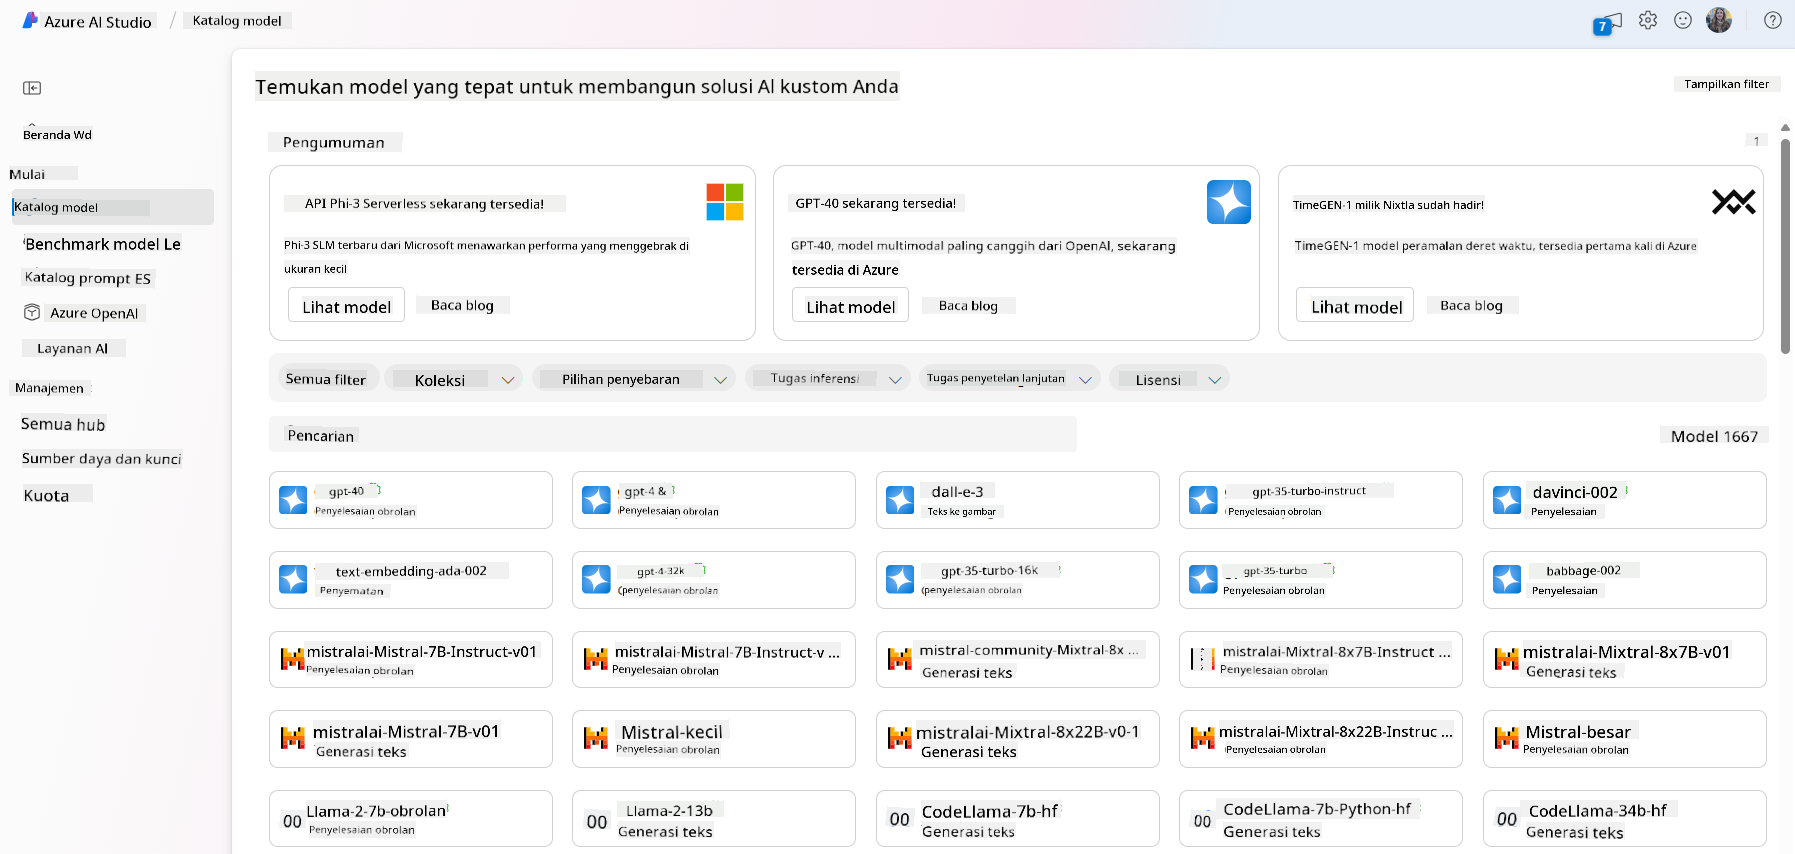 Azure AI Studio / Katalog model
7
Temukan model yang tepat untuk membangun solusi Al kustom Anda
Tampilkan filter
Beranda Wd
Mulai
Katalog model
Benchmark model Le
Katalog prompt ES
Azure OpenAI
Layanan Al
Manajemen
Semua hub
Sumber daya dan kunci
Kuota
Pengumuman
1
API Phi-3 Serverless sekarang tersedia!
Phi-3 SLM terbaru dari Microsoft menawarkan performa yang menggebrak di
ukuran kecil
Lihat model
Baca blog
GPT-40 sekarang tersedia!
GPT-40, model multimodal paling canggih dari OpenAl, sekarang
tersedia di Azure
Lihat model
Baca blog
TimeGEN-1 milik Nixtla sudah hadir!
TimeGEN-1 model peramalan deret waktu, tersedia pertama kali di Azure
Lihat model
Baca blog
Semua filter
Koleksi
Pilihan penyebaran
Tugas inferensi
Tugas penyetelan lanjutan
Lisensi
Pencarian
Model 1667
gpt-40
Penyelesaian obrolan
gpt-4 &
Penyelesaian obrolan
dall-e-3
Teks ke gambar
gpt-35-turbo-instruct
Penyelesaian obrolan
davinci-002
Penyelesaian
text-embedding-ada-002
Penyematan
gpt-4-32k
(penyelesaian obrolan
gpt-35-turbo-16k
(penyelesaian obrolan
gpt-35-turbo
Penyelesaian obrolan
babbage-002
Penyelesaian
mistralai-Mistral-7B-Instruct-v01
Penyelesaian obrolan
mistralai-Mistral-7B-Instruct-v ...
Penyelesaian obrolan
mistral-community-Mixtral-8x ...
Generasi teks
mistralai-Mixtral-8x7B-Instruct ...
Penyelesaian obrolan
mistralai-Mixtral-8x7B-v01
Generasi teks
mistralai-Mistral-7B-v01
Generasi teks
Mistral-kecil
Penyelesaian obrolan
mistralai-Mixtral-8x22B-v0-1
Generasi teks
mistralai-Mixtral-8x22B-Instruc ...
Penyelesaian obrolan
Mistral-besar
Penyelesaian obrolan
Llama-2-7b-obrolan
Penyelesaian obrolan
Llama-2-13b
Generasi teks
CodeLlama-7b-hf
Generasi teks
CodeLlama-7b-Python-hf
Generasi teks
CodeLlama-34b-hf
Generasi teks